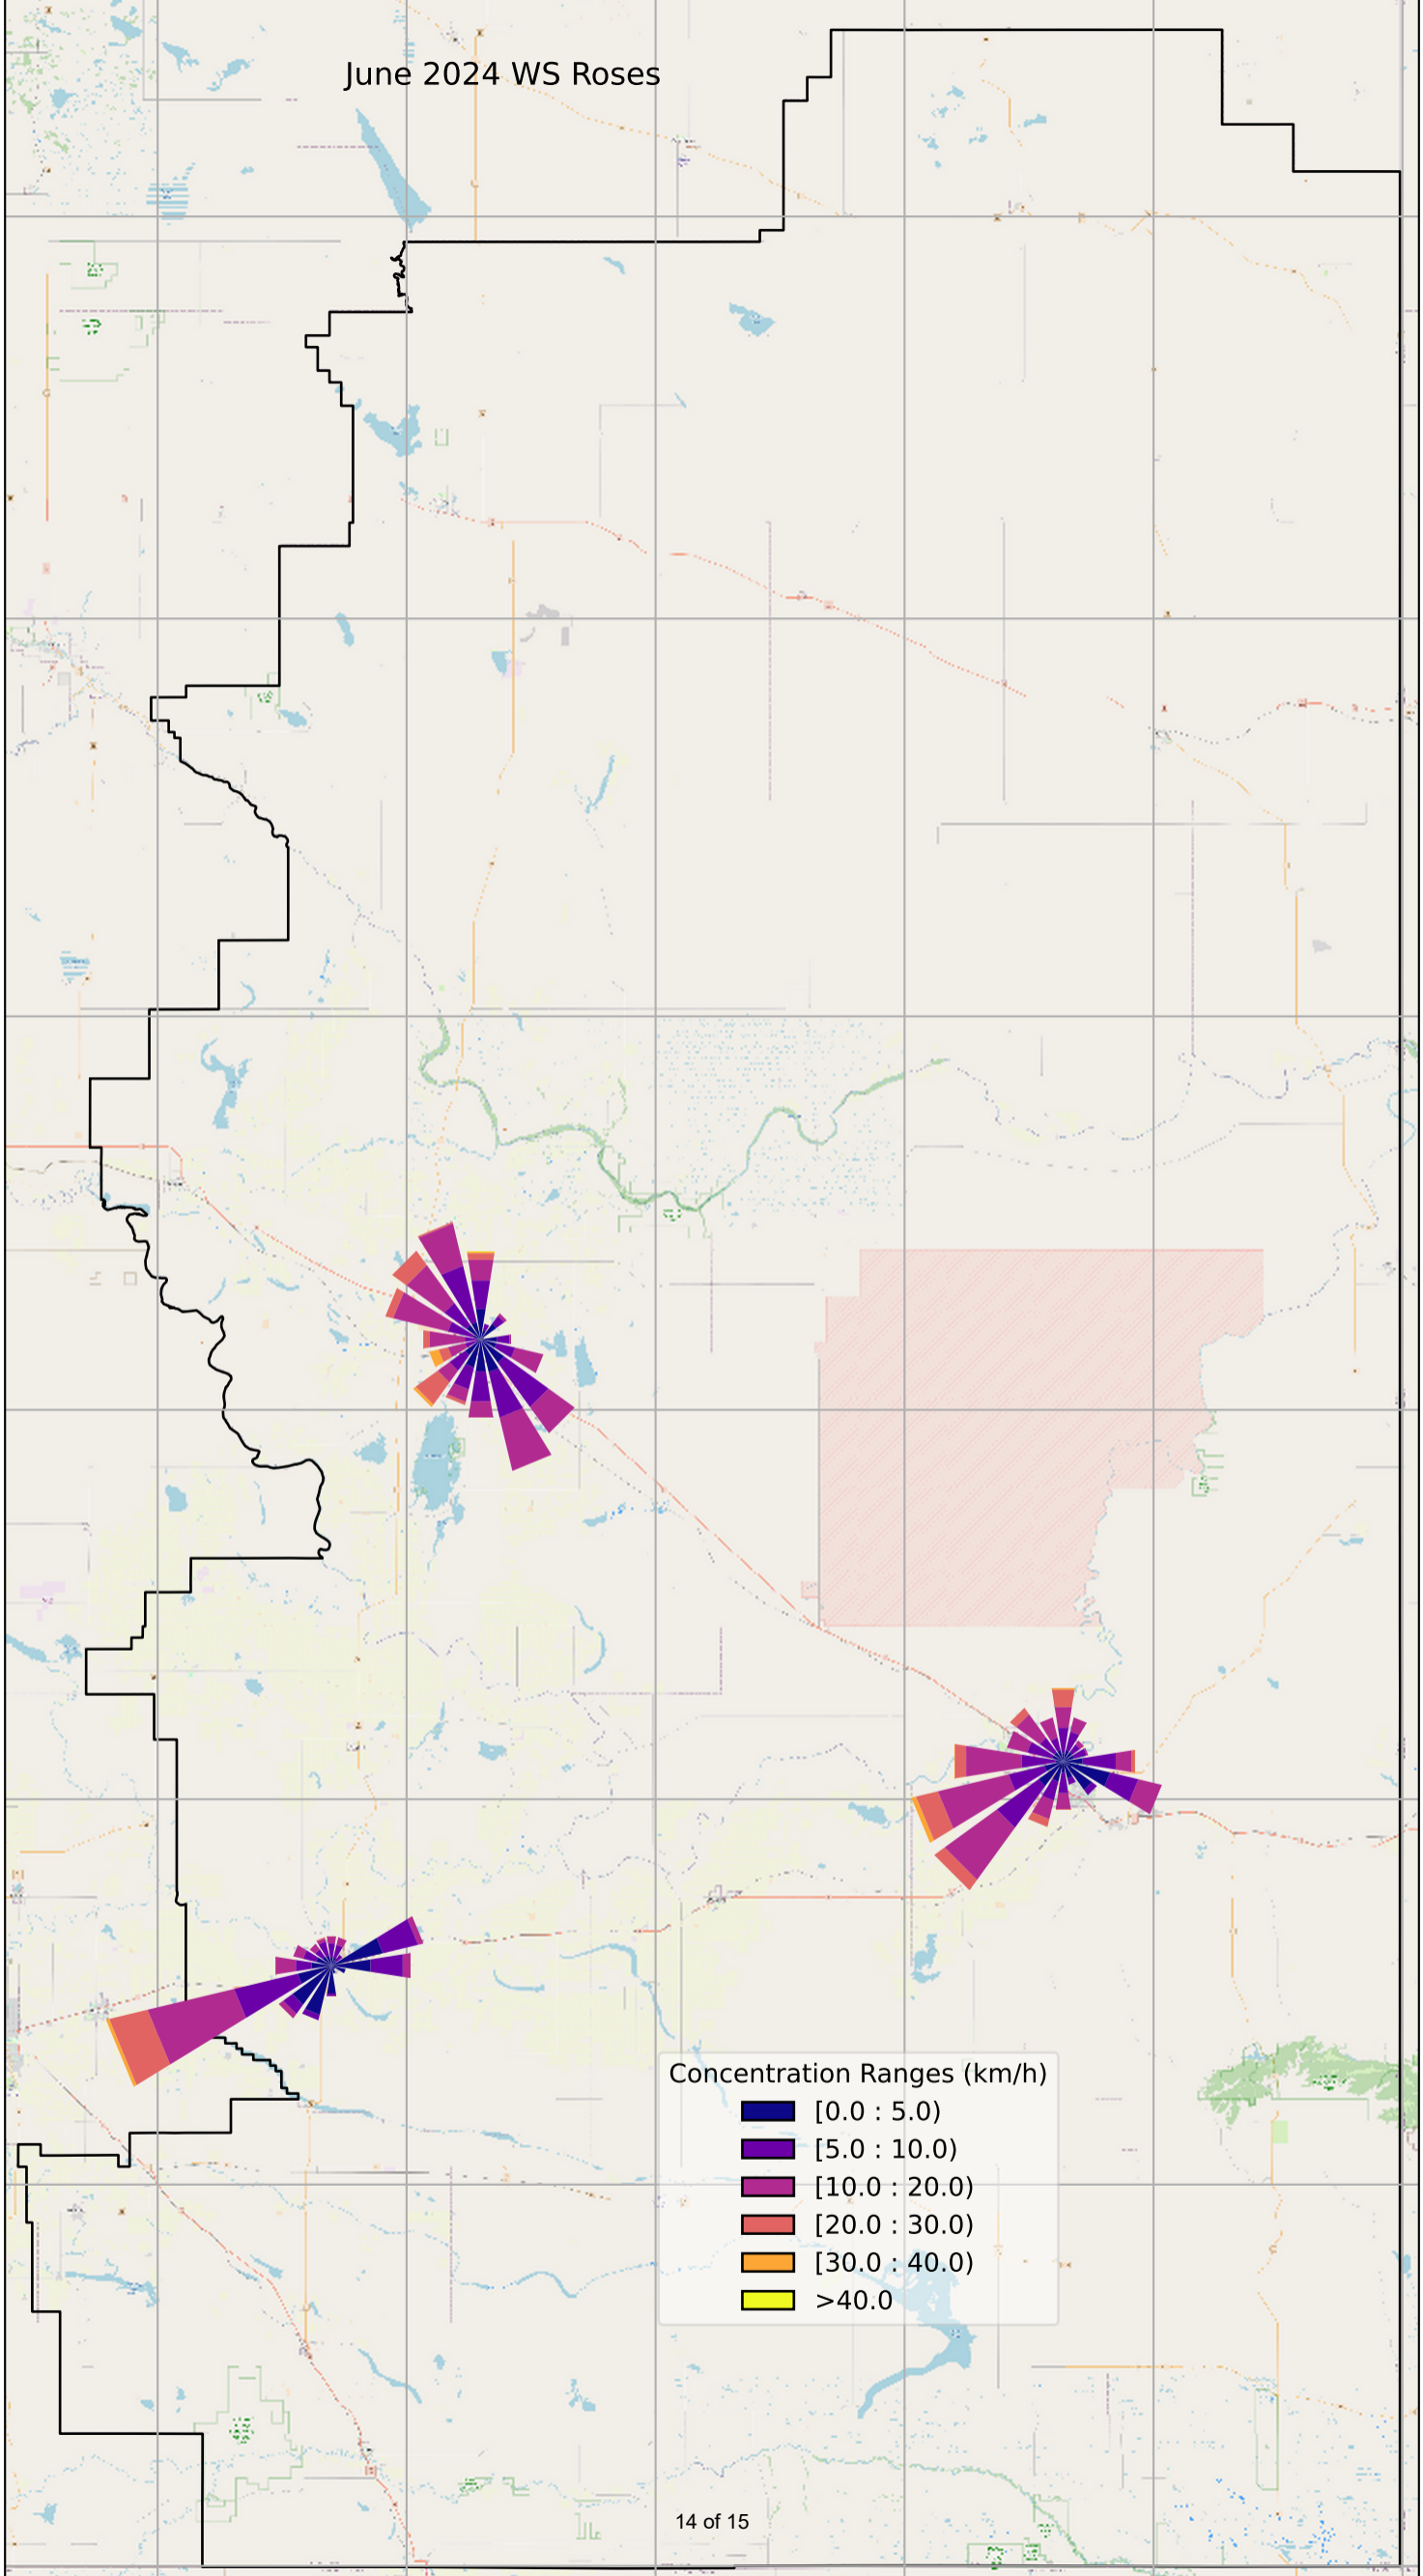 June 2024 WS Roses
Concentration Ranges (km/h)
[0.0 : 5.0)
[5.0 : 10.0)
[10.0 : 20.0)
[20.0 : 30.0)
[30.0 : 40.0)
>40.0
14 of 15